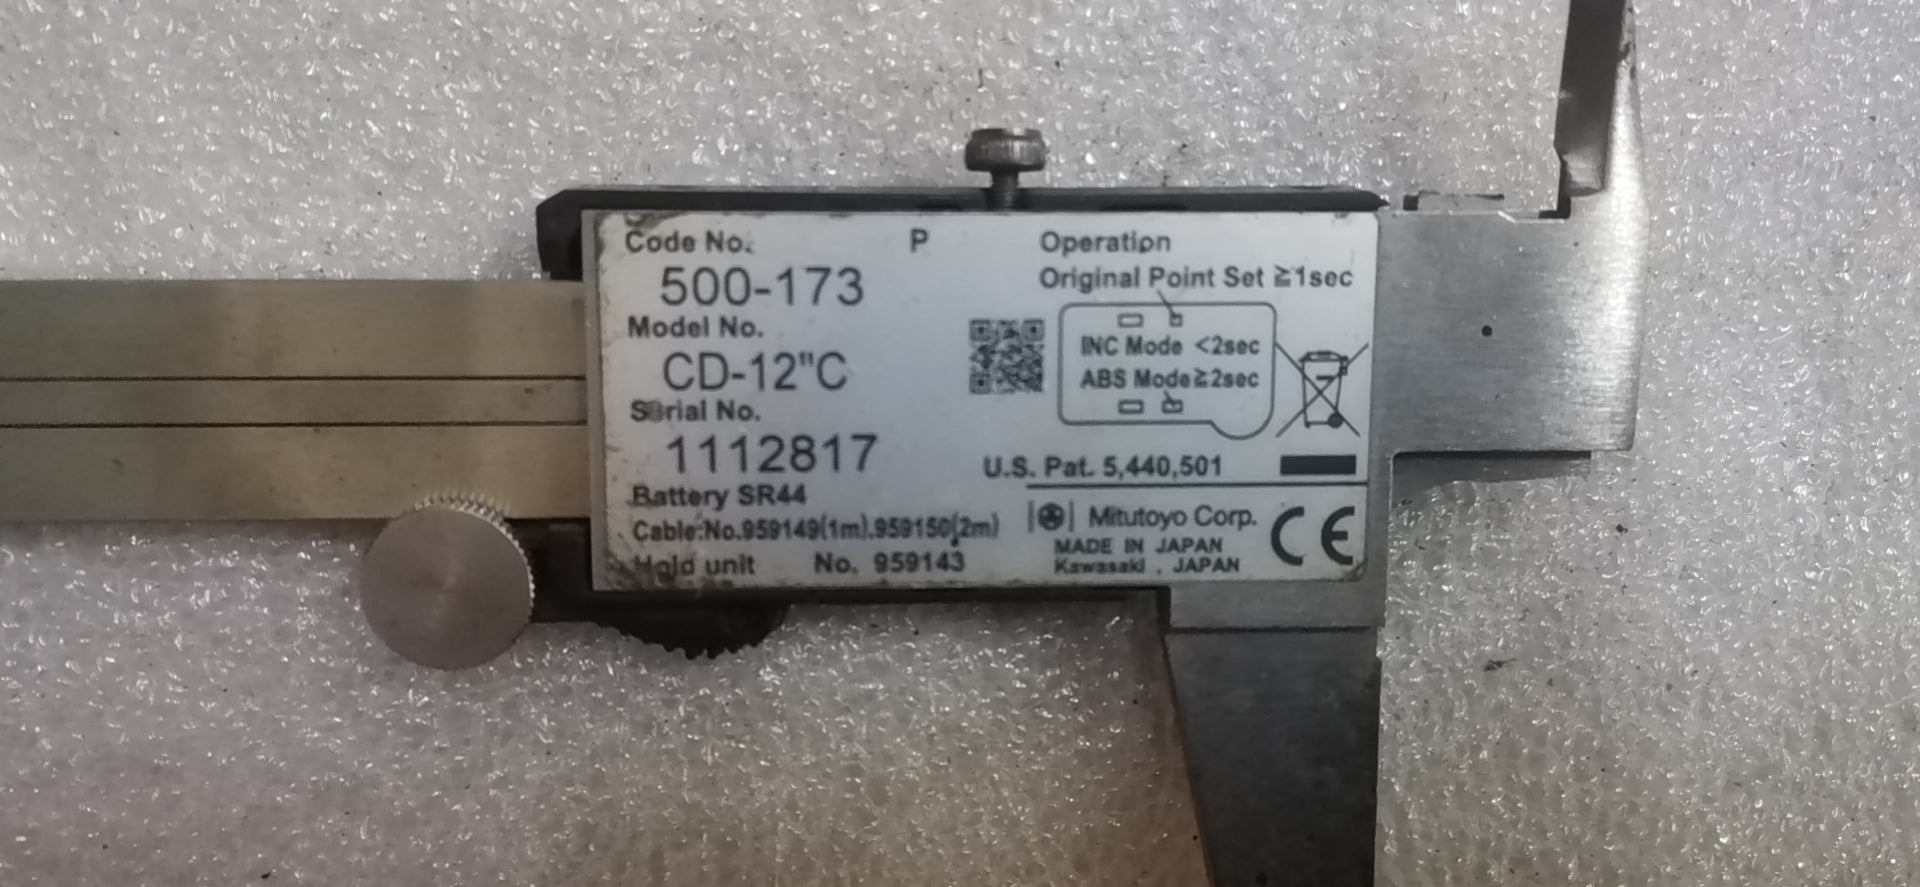 Code No. P
500-173
Model No.
CD-12"C
Serial No.
1112817
Battery SR44
Cable:No.959149(1m),959150(2m)
Hold unit No. 959143
Operation
Original Point Set ≧1sec
INC Mode <2sec
ABS Mode≧2sec
U.S. Pat. 5,440,501
Mitutoyo Corp.
MADE IN JAPAN
Kawasaki , JAPAN
CE